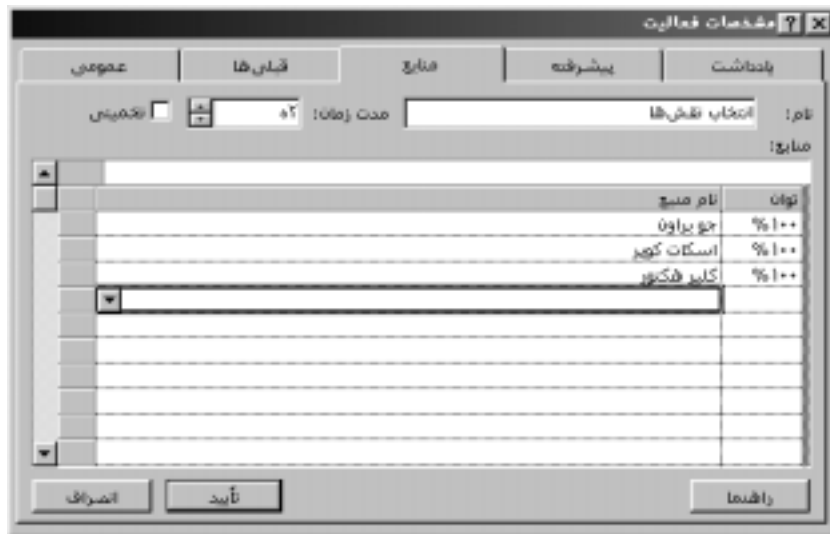 مشخصات فعالیت
عمومی قبلی‌ها منابع پیشرفته یادداشت
نام: انتخاب نقش‌ها مدت زمان: ۲ه تخمینی
منابع:
نام منبع توان
جو براون %۱۰۰
اسکات کوپر %۱۰۰
کلیر هکتور %۱۰۰
راهنما تأیید انصراف